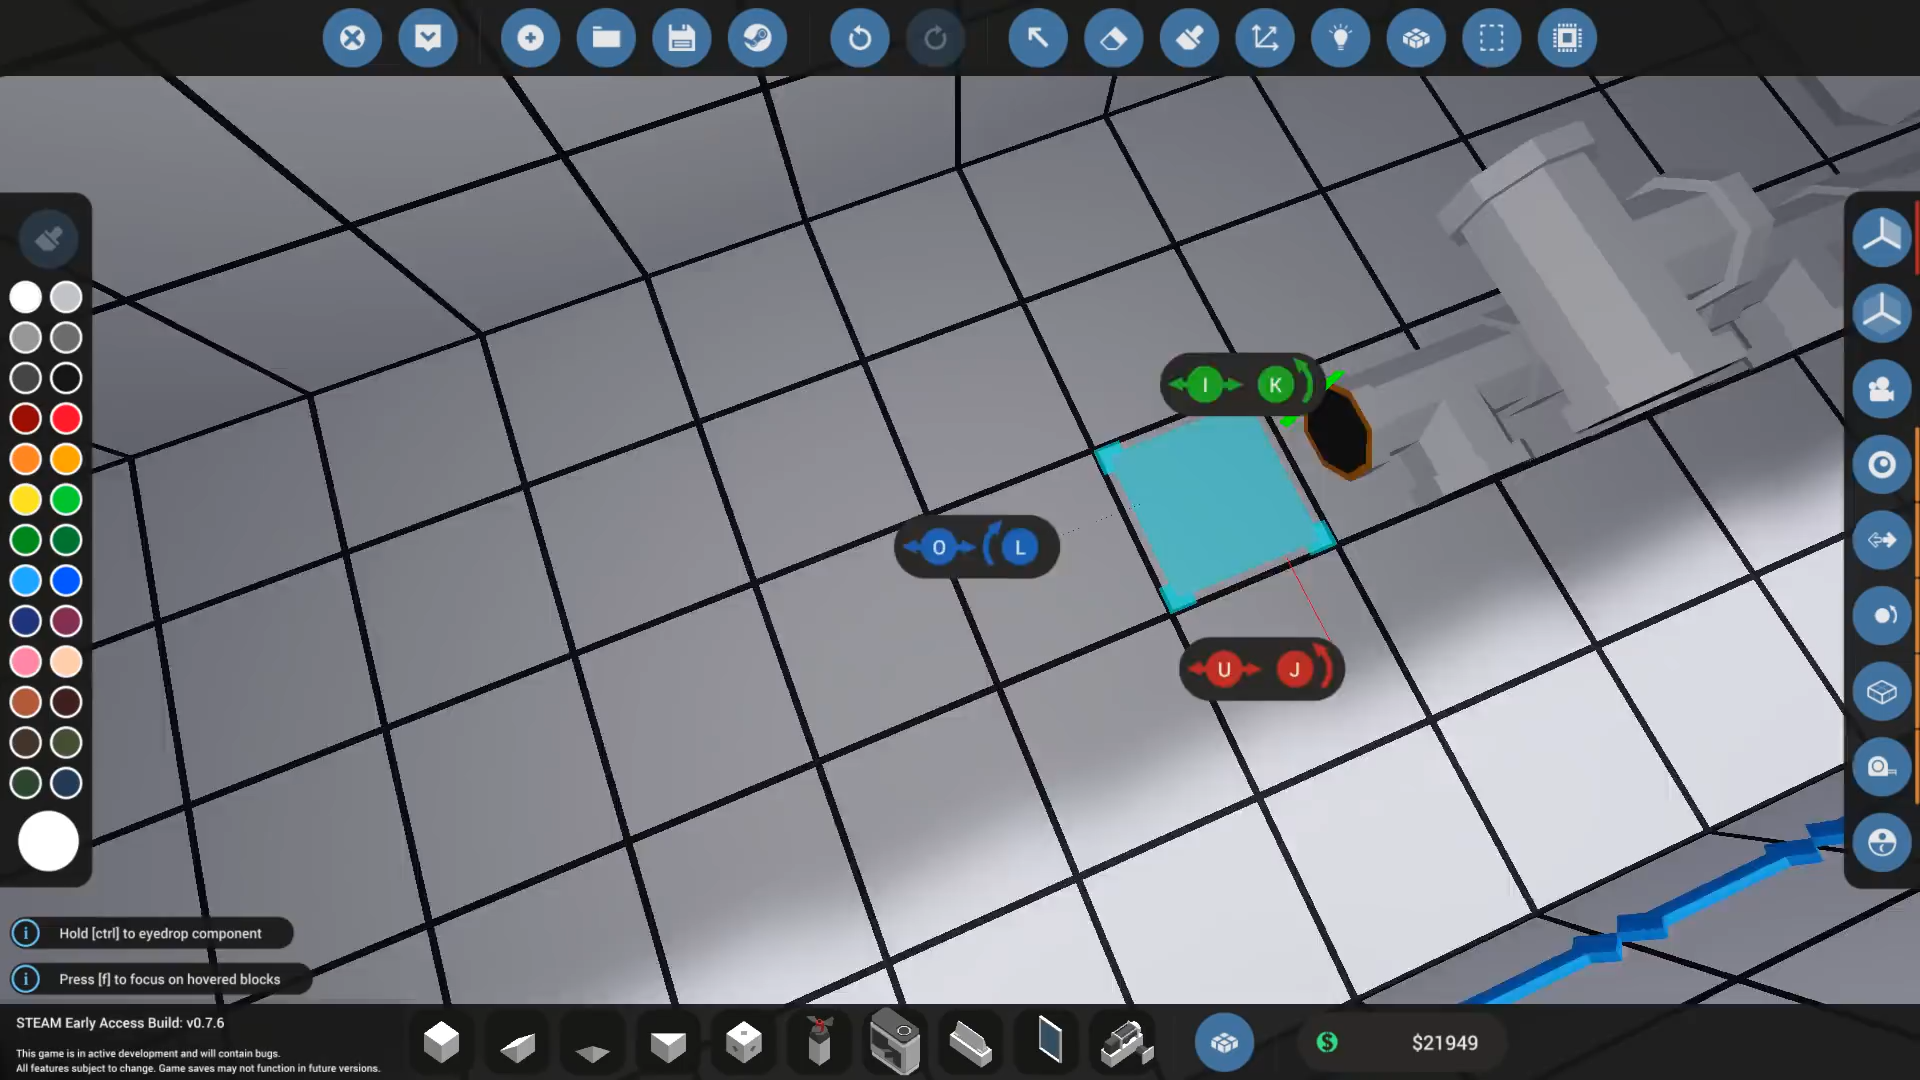 I K
O L
U J
Hold [ctrl] to eyedrop component
Press [f] to focus on hovered blocks
STEAM Early Access Build: v0.7.6
This game is in active development and will contain bugs.
All features subject to change. Game saves may not function in future versions.
$21949